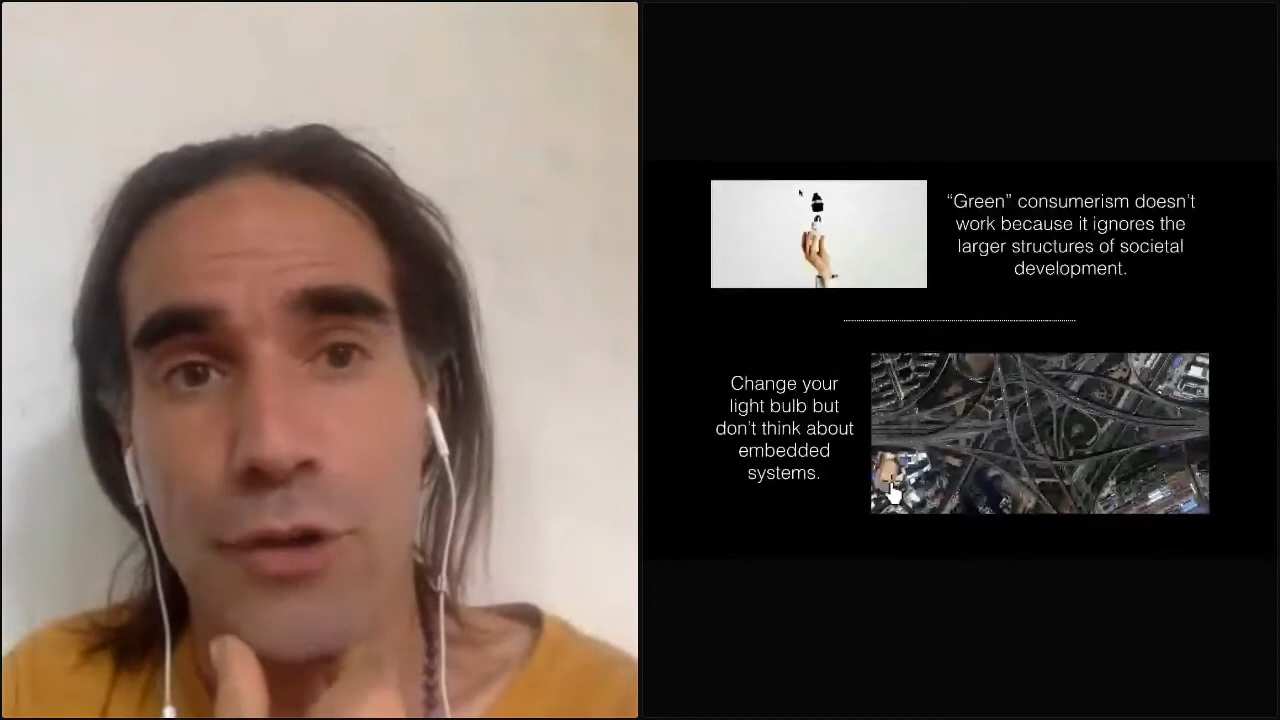 “Green” consumerism doesn’t
work because it ignores the
larger structures of societal
development.
Change your
light bulb but
don’t think about
embedded
systems.